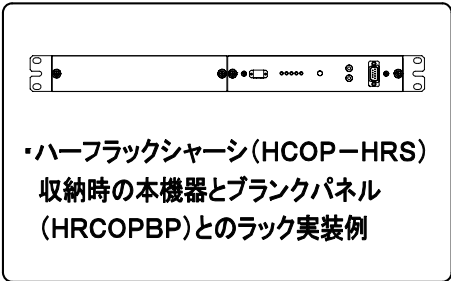 ・ハーフラックシャーシ（HCOP－HRS）
収納時の本機器とブランクパネル
（HRCOPBP）とのラック実装例